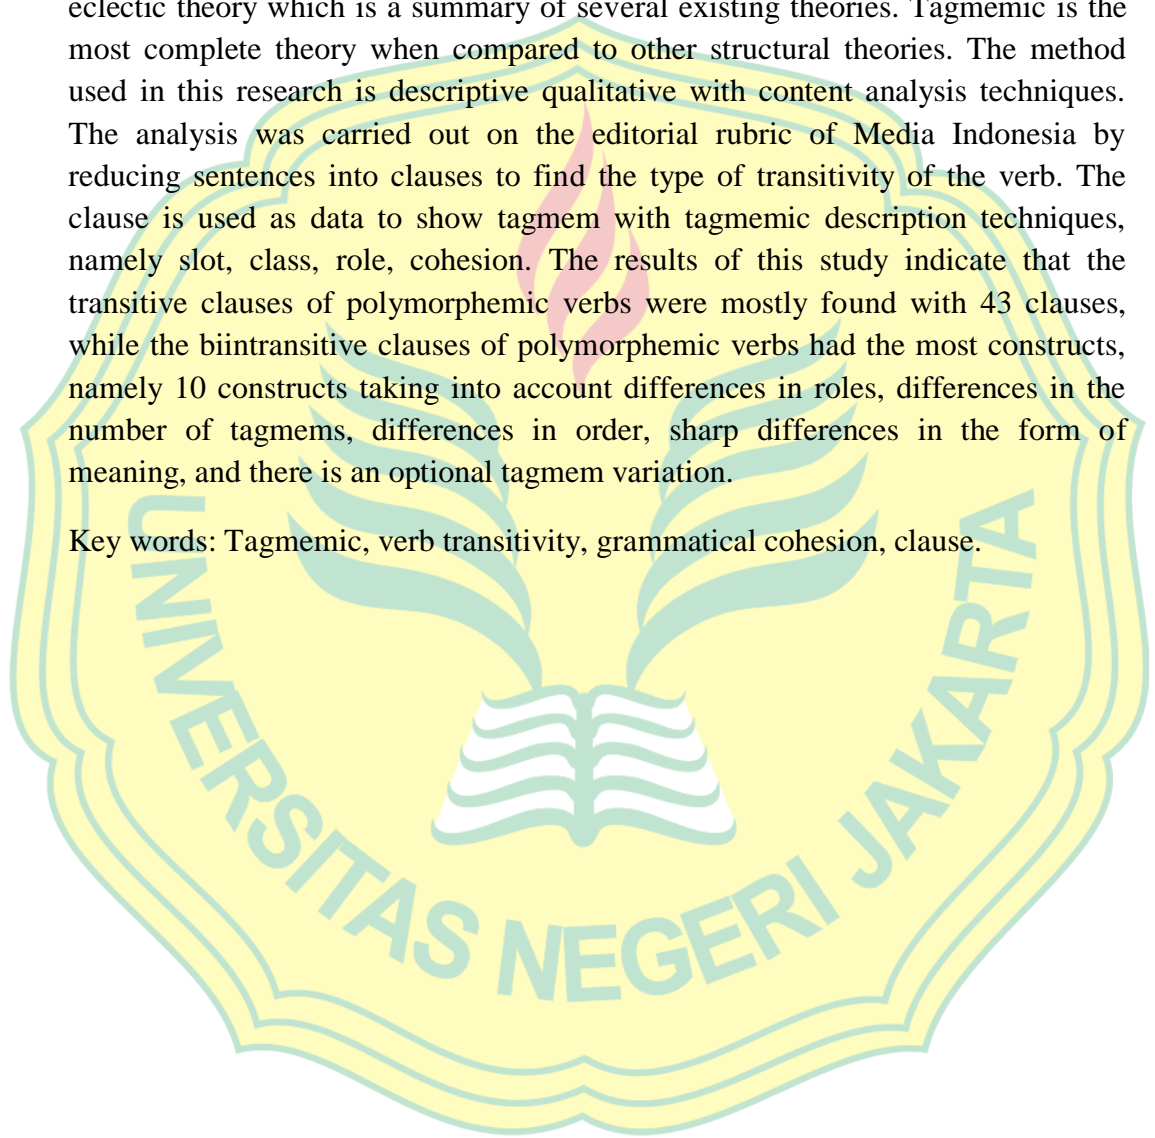 eclectic theory which is a summary of several existing theories. Tagmemic is the
most complete theory when compared to other structural theories. The method
used in this research is descriptive qualitative with content analysis techniques.
The analysis was carried out on the editorial rubric of Media Indonesia by
reducing sentences into clauses to find the type of transitivity of the verb. The
clause is used as data to show tagmem with tagmemic description techniques,
namely slot, class, role, cohesion. The results of this study indicate that the
transitive clauses of polymorphemic verbs were mostly found with 43 clauses,
while the biintransitive clauses of polymorphemic verbs had the most constructs,
namely 10 constructs taking into account differences in roles, differences in the
number of tagmems, differences in order, sharp differences in the form of
meaning, and there is an optional tagmem variation.
Key words: Tagmemic, verb transitivity, grammatical cohesion, clause.
UNIVERSITAS NEGERI JAKARTA